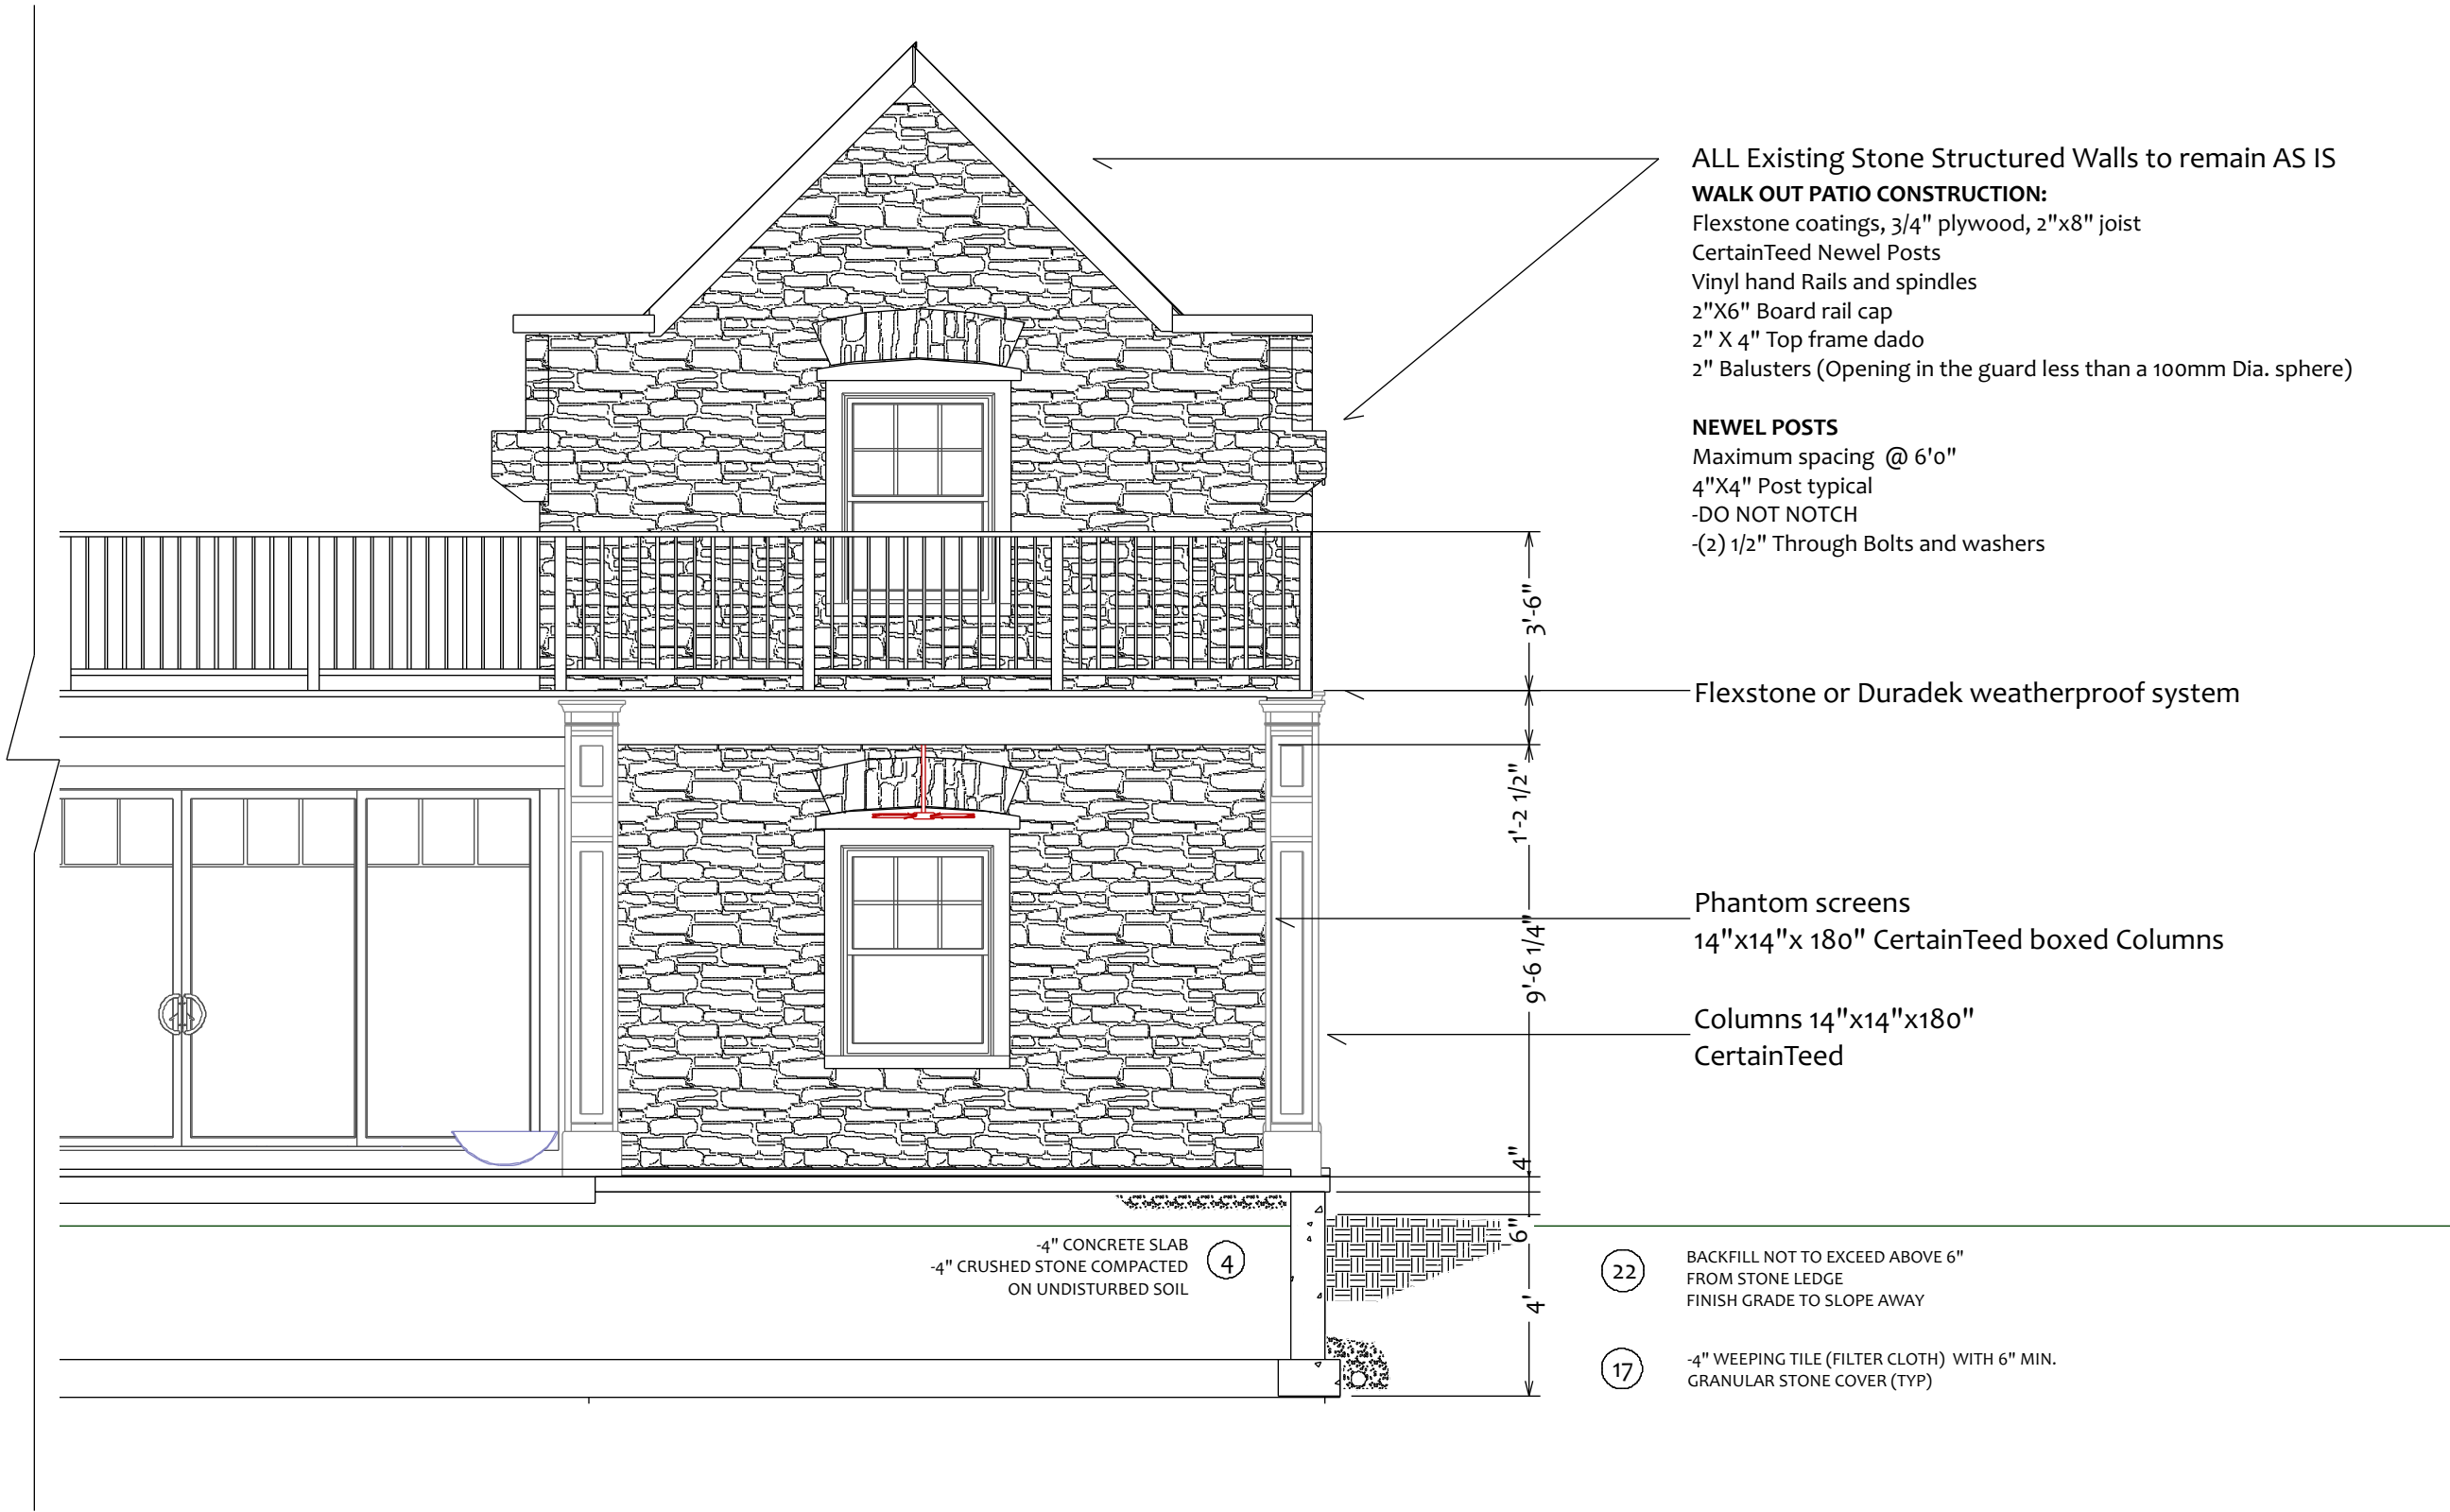 ALL Existing Stone Structured Walls to remain AS IS
WALK OUT PATIO CONSTRUCTION:
Flexstone coatings, 3/4" plywood, 2"x8" joist
CertainTeed Newel Posts
Vinyl hand Rails and spindles
2"X6" Board rail cap
2" X 4" Top frame dado
2" Balusters (Opening in the guard less than a 100mm Dia. sphere)
NEWEL POSTS
Maximum spacing @ 6'0"
4"X4" Post typical
-DO NOT NOTCH
-(2) 1/2" Through Bolts and washers
3'-6"
Flexstone or Duradek weatherproof system
1'-2 1/2"
Phantom screens
14"x14"x 180" CertainTeed boxed Columns
9'-6 1/4"
Columns 14"x14"x180"
CertainTeed
4"
6"
4'
-4" CONCRETE SLAB
-4" CRUSHED STONE COMPACTED
ON UNDISTURBED SOIL
4
22
BACKFILL NOT TO EXCEED ABOVE 6"
FROM STONE LEDGE
FINISH GRADE TO SLOPE AWAY
17
-4" WEEPING TILE (FILTER CLOTH) WITH 6" MIN.
GRANULAR STONE COVER (TYP)